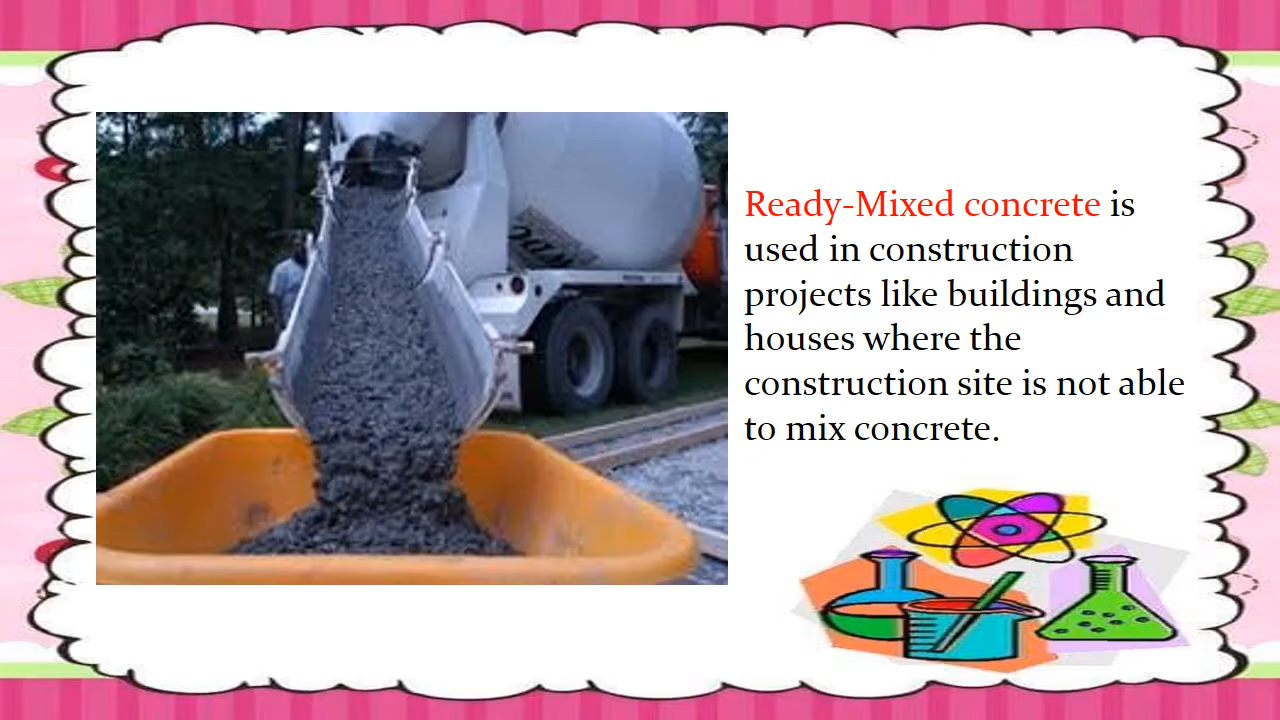 Ready-Mixed concrete is
used in construction
projects like buildings and
houses where the
construction site is not able
to mix concrete.